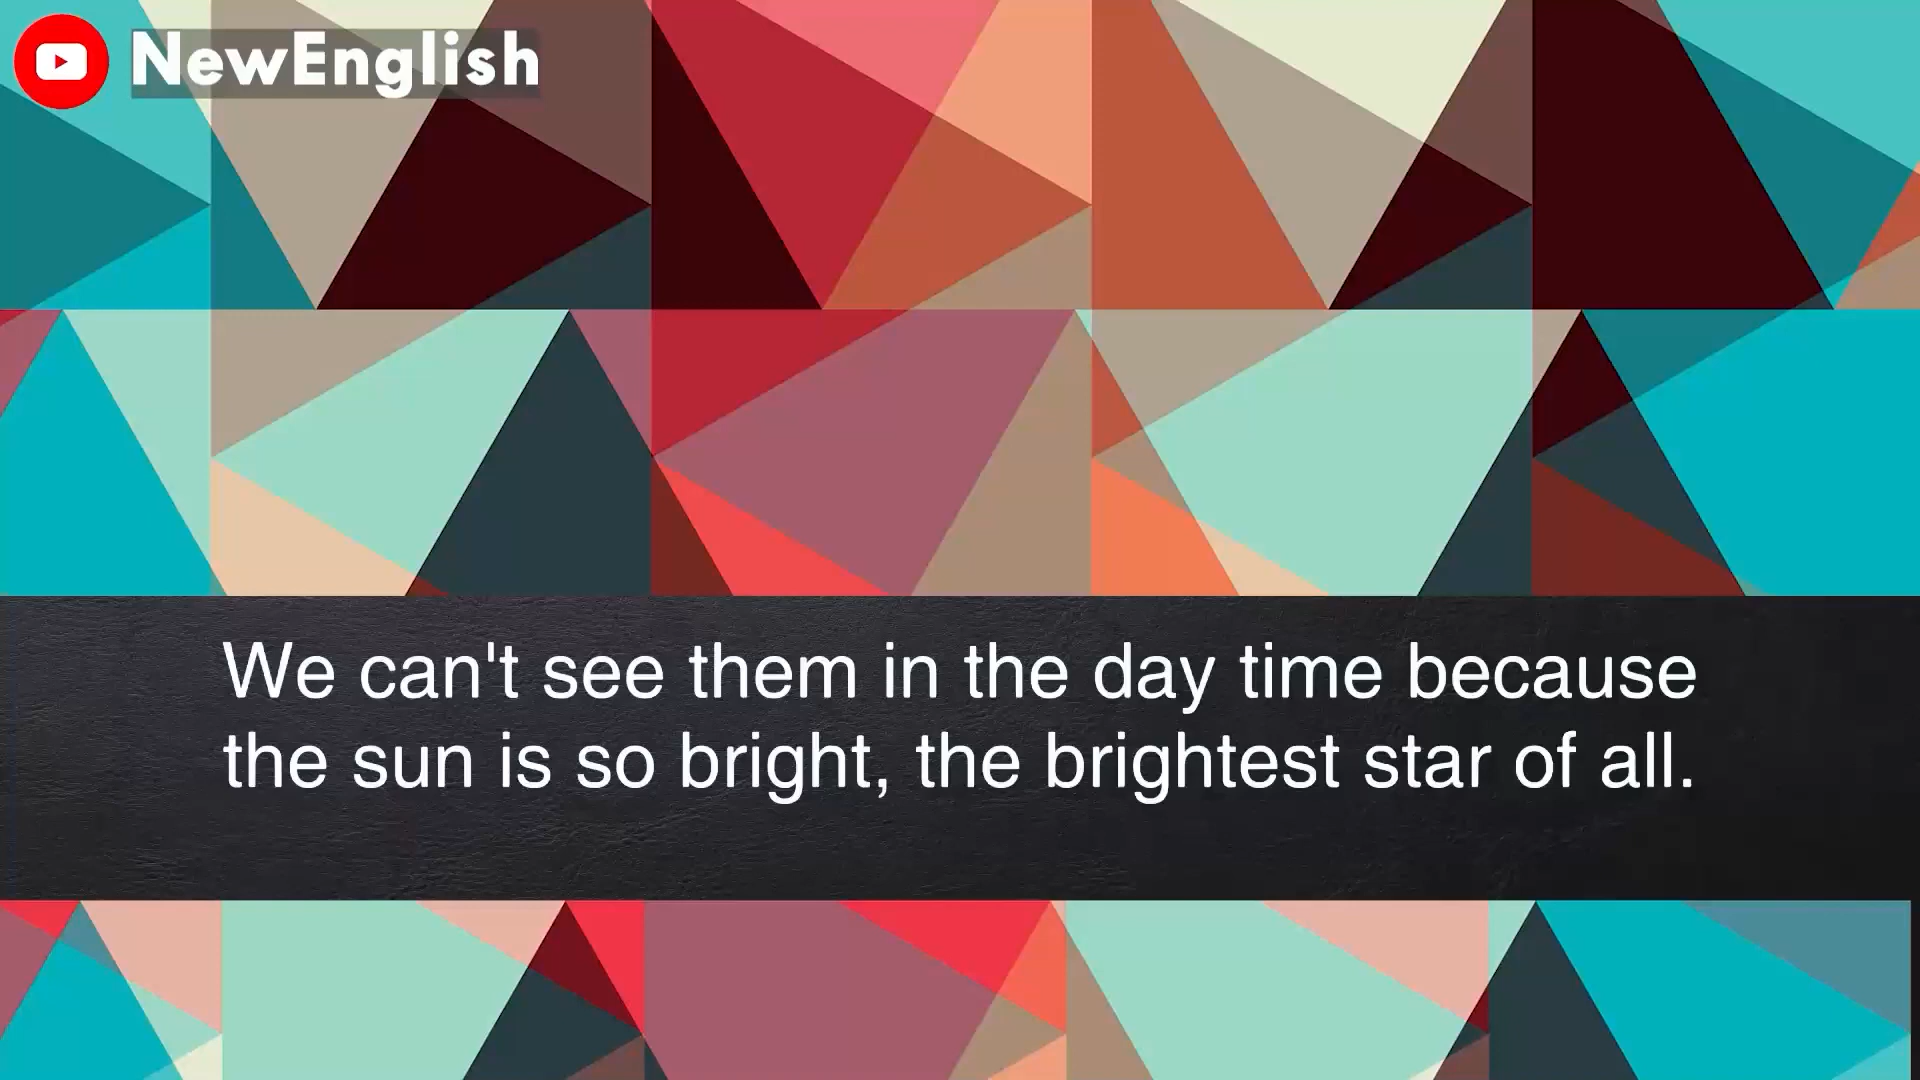 NewEnglish
We can't see them in the day time because
the sun is so bright, the brightest star of all.